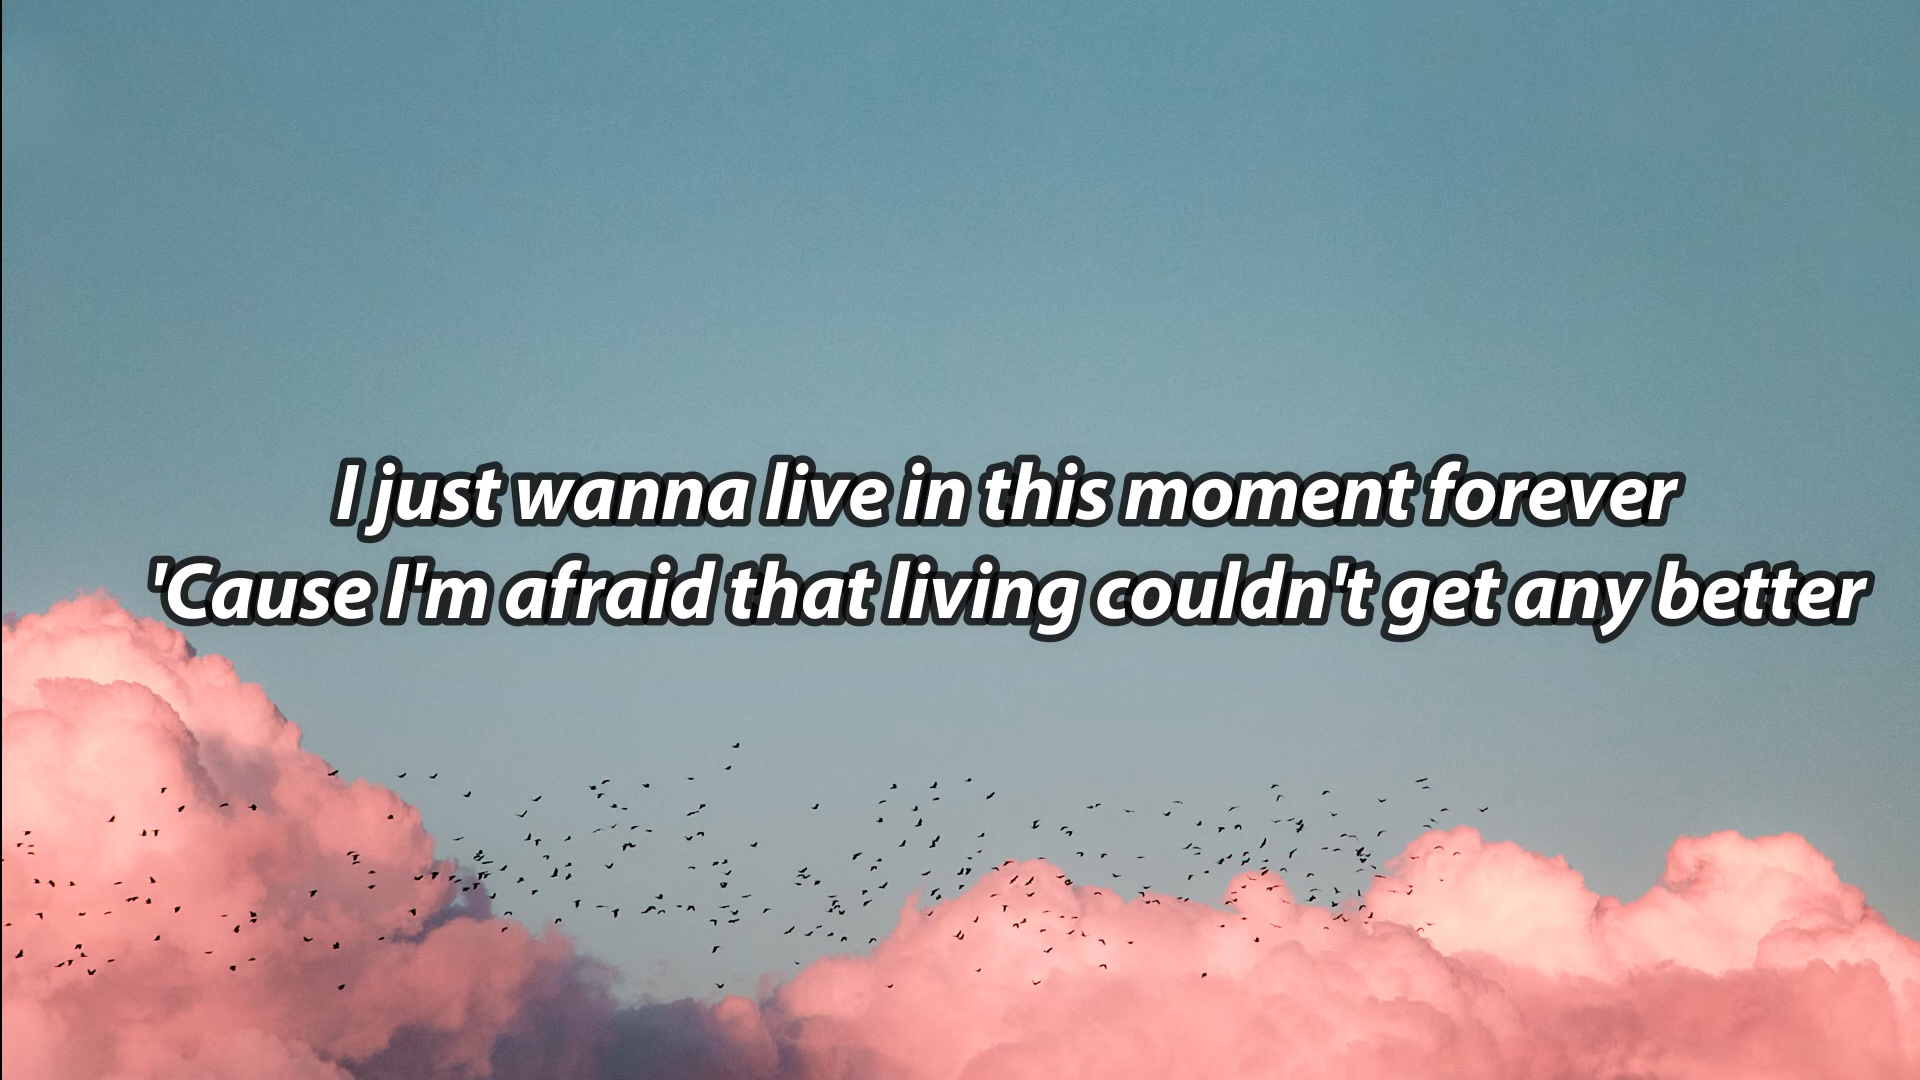 I just wanna live in this moment forever
'Cause I'm afraid that living couldn't get any better